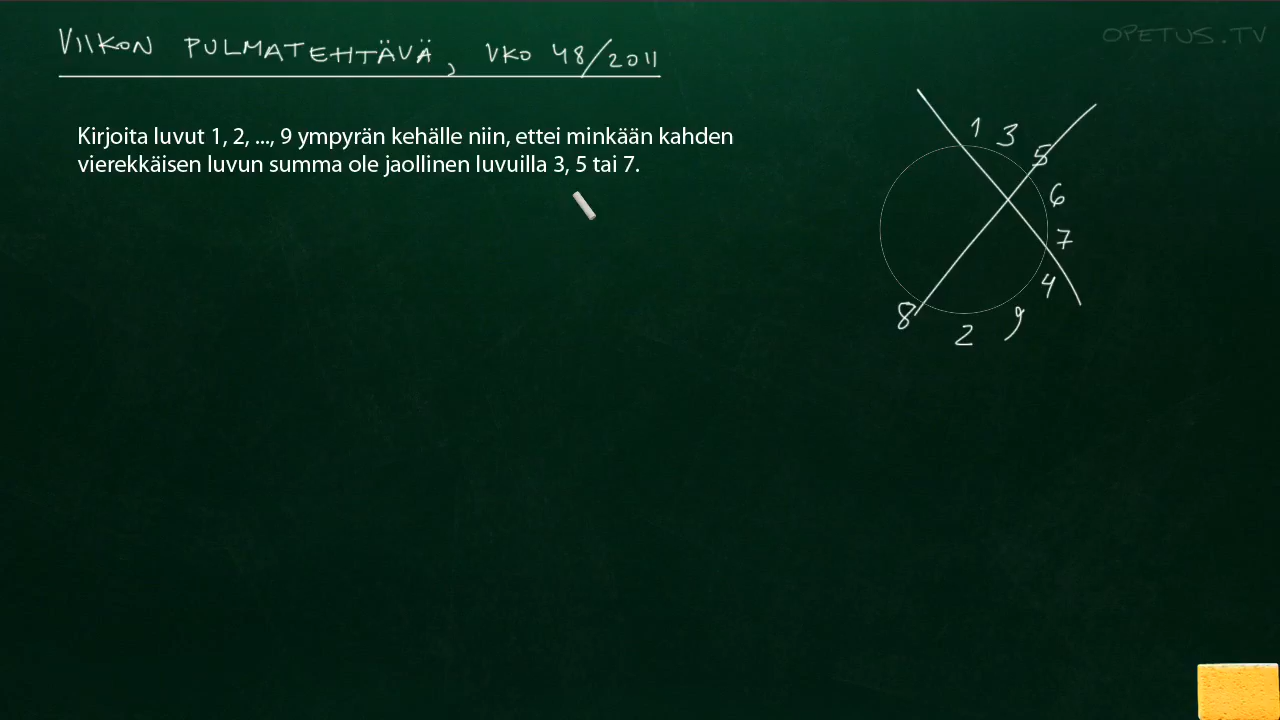 OPETUS.TV
VIIKON PULMATEHTÄVÄ, VKO 48/2011
Kirjoita luvut 1, 2, ..., 9 ympyrän kehälle niin, ettei minkään kahden
vierekkäisen luvun summa ole jaollinen luvuilla 3, 5 tai 7.
1
3
5
6
7
4
9
2
8